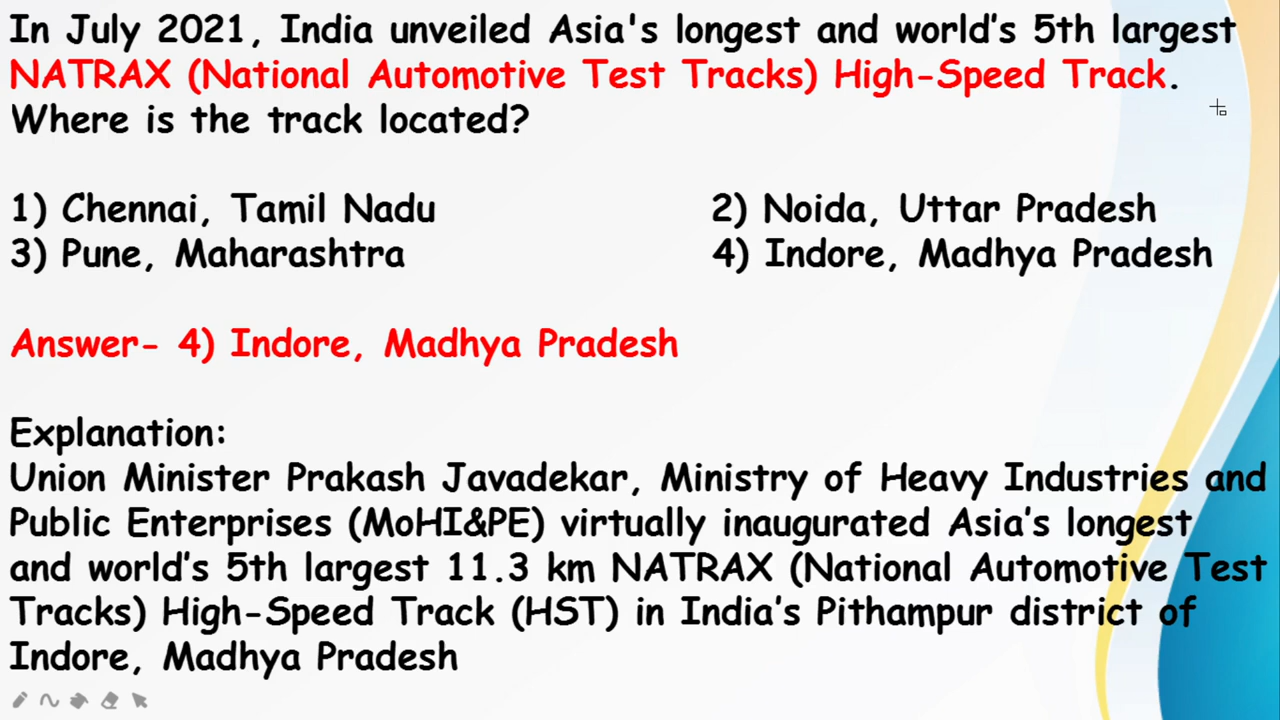 In July 2021, India unveiled Asia's longest and world's 5th largest
NATRAX (National Automotive Test Tracks) High-Speed Track.
Where is the track located?
1) Chennai, Tamil Nadu 2) Noida, Uttar Pradesh
3) Pune, Maharashtra 4) Indore, Madhya Pradesh
Answer- 4) Indore, Madhya Pradesh
Explanation:
Union Minister Prakash Javadekar, Ministry of Heavy Industries and
Public Enterprises (MoHI&PE) virtually inaugurated Asia's longest
and world's 5th largest 11.3 km NATRAX (National Automotive Test
Tracks) High-Speed Track (HST) in India's Pithampur district of
Indore, Madhya Pradesh